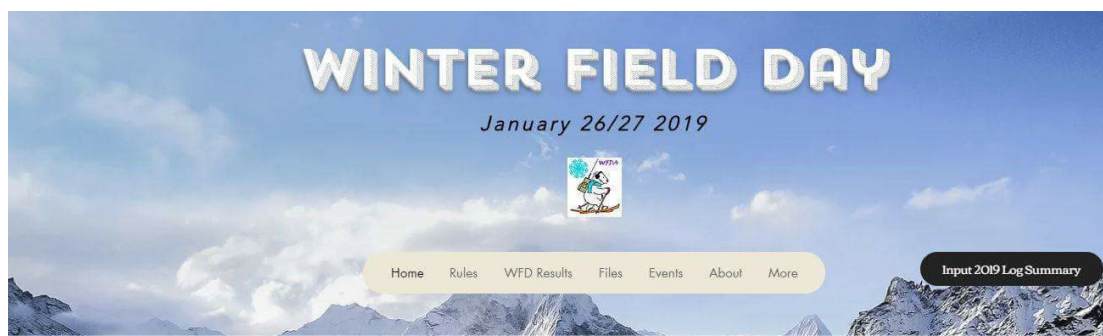 WINTER FIELD DAY
January 26/27 2019
WFDA
Home Rules WFD Results Files Events About More
Input 2019 Log Summary